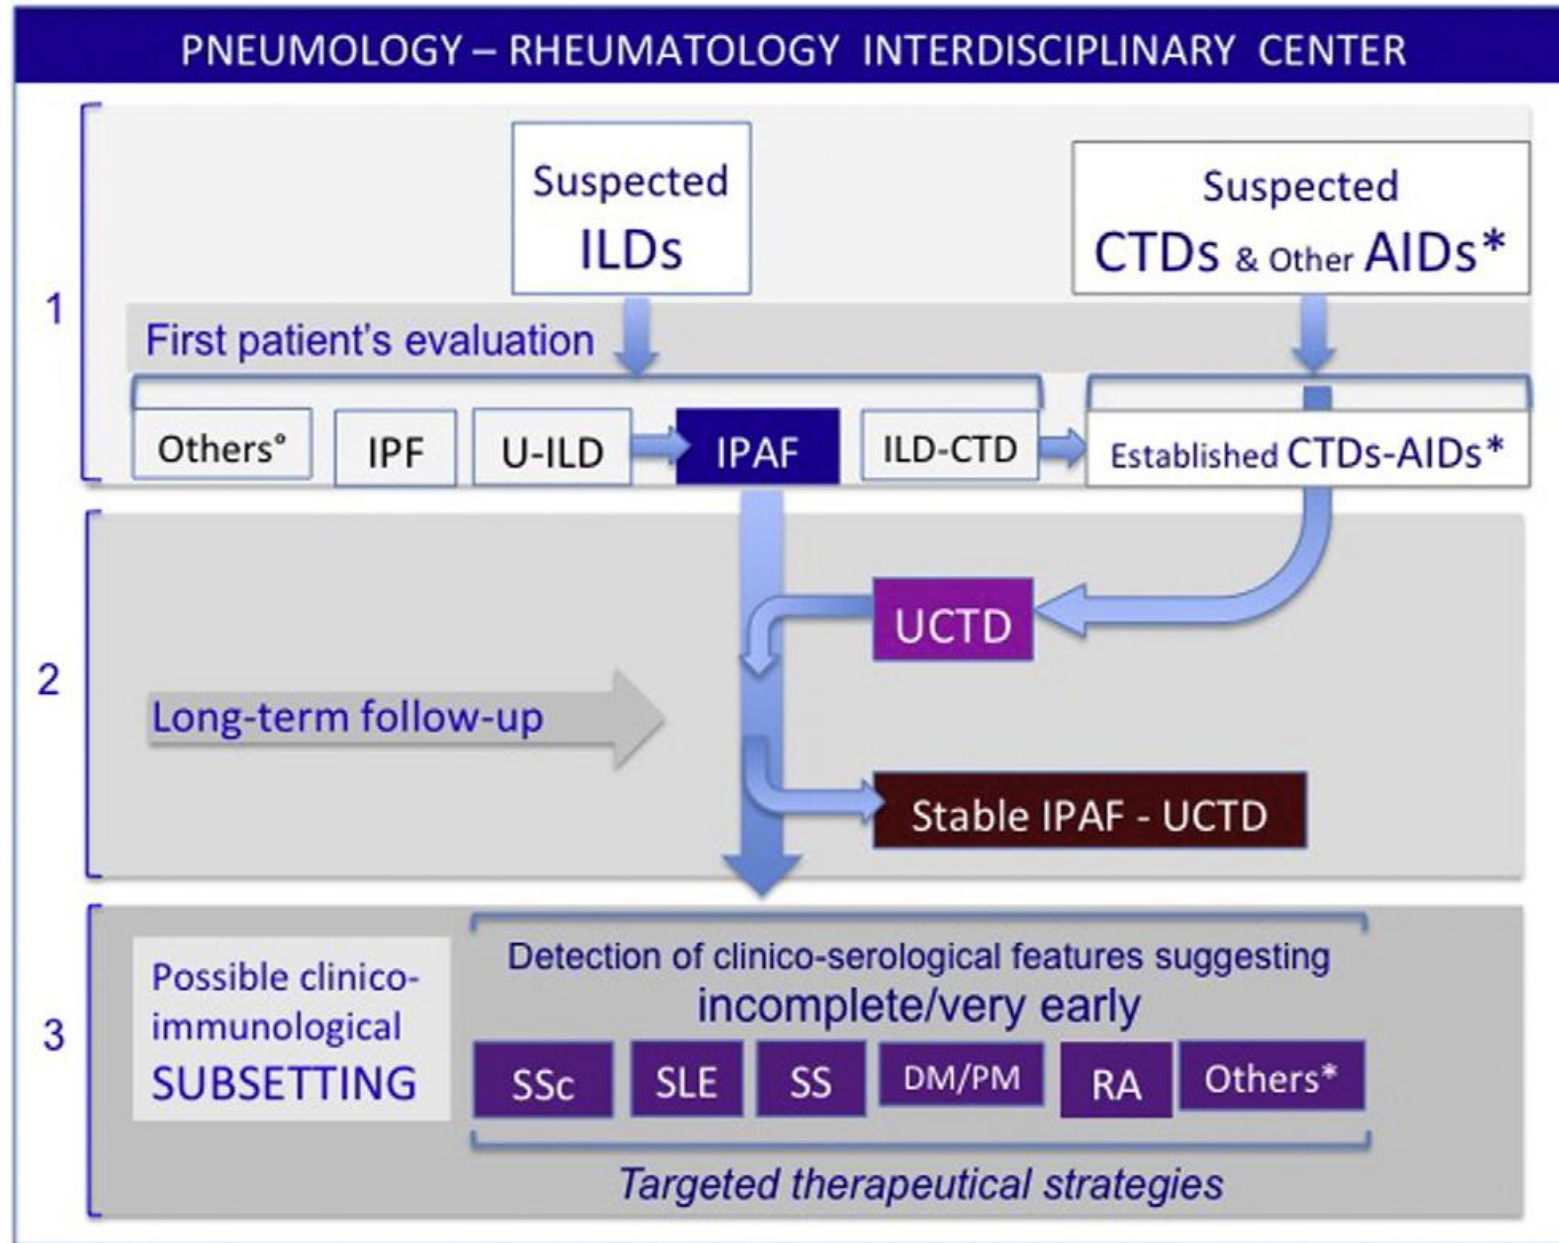 PNEUMOLOGY – RHEUMATOLOGY INTERDISCIPLINARY CENTER
1
Suspected
ILDs
Suspected
CTDs & Other AIDs*
First patient's evaluation
Others°
IPF
U-ILD
IPAF
ILD-CTD
Established CTDs-AIDs*
2
UCTD
Long-term follow-up
Stable IPAF - UCTD
3
Possible clinico-
immunological
SUBSETTING
Detection of clinico-serological features suggesting
incomplete/very early
SSc
SLE
SS
DM/PM
RA
Others*
Targeted therapeutical strategies